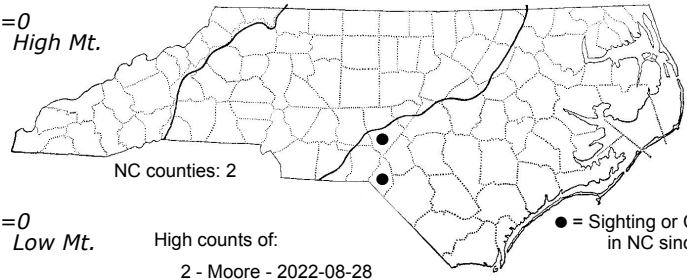 =0
High Mt.
NC counties: 2
=0
Low Mt.
High counts of:
2 - Moore - 2022-08-28
● = Sighting or
in NC